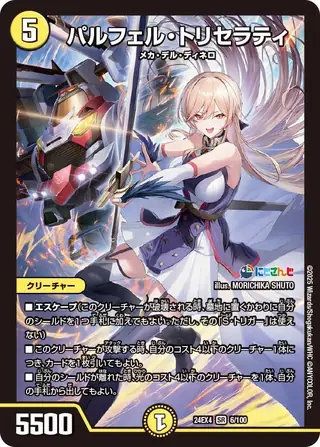 5
パルフェル・トリセラティ
メカ・デル・ディネロ
にじさんじ
illus. MORICHIKA SHUTO
クリーチャー
■エスケープ(このクリーチャーが破壊される時、墓地に置くかわりに自分
のシールドを1つ手札に加えてもよい。ただし、その「S・トリガー」は使えない)
■このクリーチャーが攻撃する時、自分のコスト4以下のクリーチャー1体に
つき、カードを1枚引いてもよい。
■自分のシールドが離れた時、光のコスト4以下のクリーチャーを1体、自分
の手札から出してもよい。
5500
1
24EX4 SR 6/100
©2025 Wizards/Shogakukan/WHC ©ANYCOLOR, Inc.